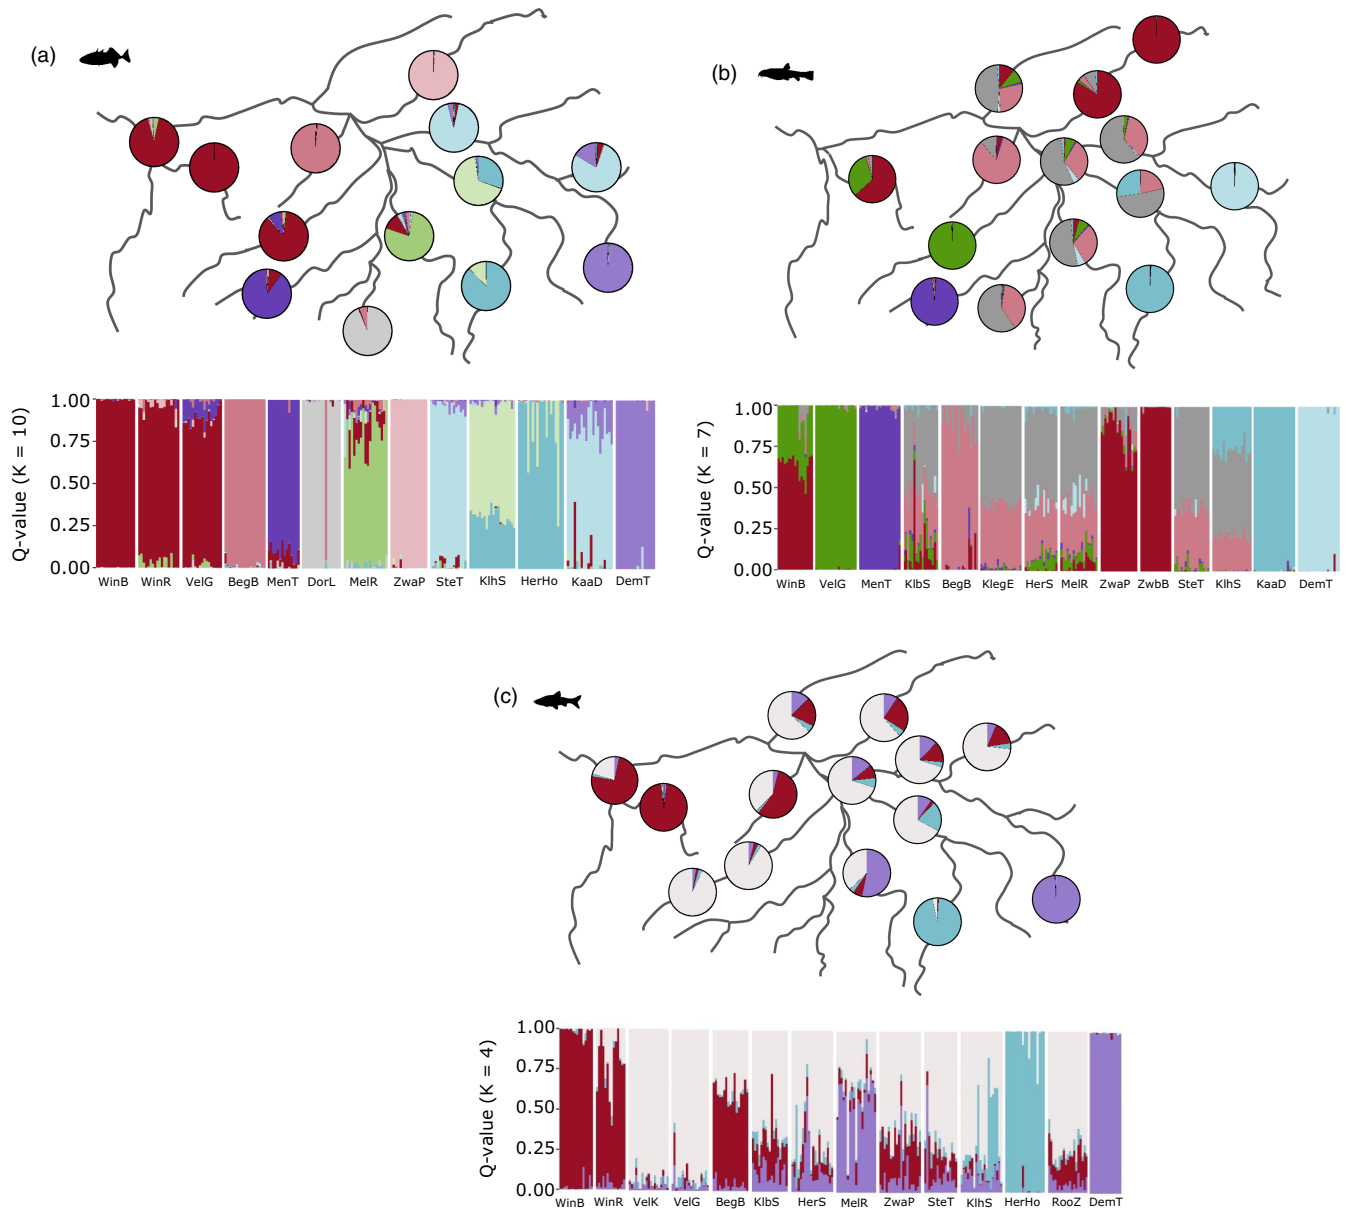 (a)
(b)
Q-value (K = 10)
1.00
0.75
0.50
0.25
0.00
WinB WinR VelG BegB MenT DorL MelR ZwaP SteT KlhS HerHo KaaD DemT
Q-value (K = 7)
1.00
0.75
0.50
0.25
0.00
WinB VelG MenT KlbS BegB KlegE HerS MelR ZwaP ZwbB SteT KlhS KaaD DemT
(c)
Q-value (K = 4)
1.00
0.75
0.50
0.25
0.00
WinB WinR VelK VelG BegB KlbS HerS MelR ZwaP SteT KlhS HerHo RooZ DemT